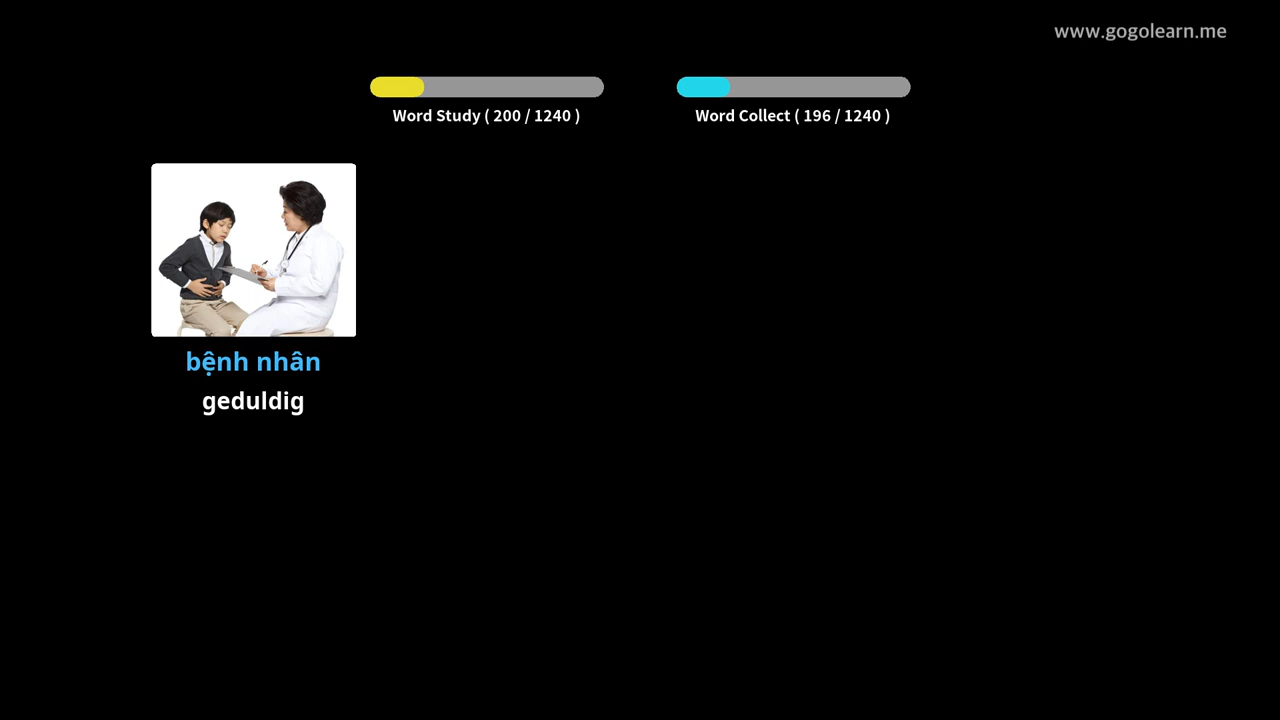 www.gogolearn.me
Word Study ( 200 / 1240 )
Word Collect ( 196 / 1240 )
bệnh nhân
geduldig